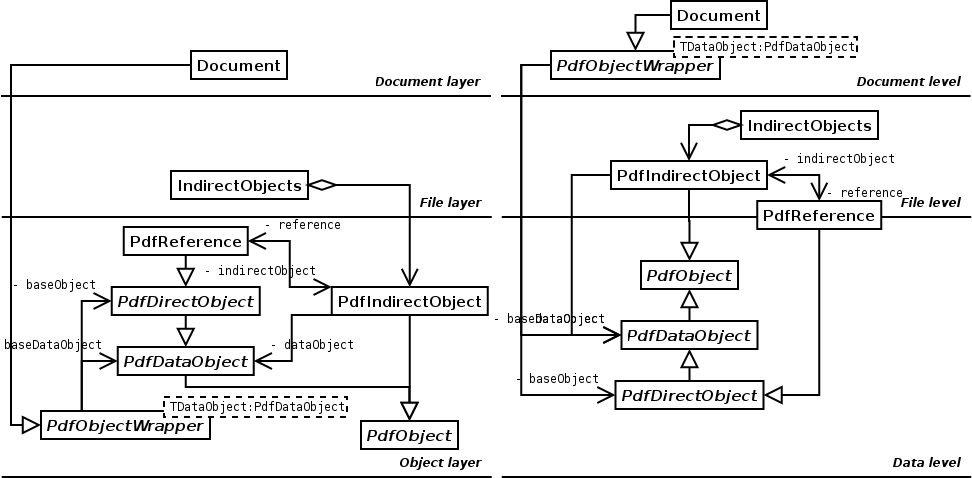 Document
Document layer
IndirectObjects
File layer
PdfReference
- reference
- indirectObject
- baseObject
PdfDirectObject
PdfIndirectObject
baseDataObject
PdfDataObject
- dataObject
TDataObject:PdfDataObject
PdfObjectWrapper
PdfObject
Object layer
Document
TDataObject:PdfDataObject
PdfObjectWrapper
Document level
IndirectObjects
- indirectObject
PdfIndirectObject
- reference
File level
PdfReference
PdfObject
- baseDataObject
PdfDataObject
- baseObject
PdfDirectObject
Data level